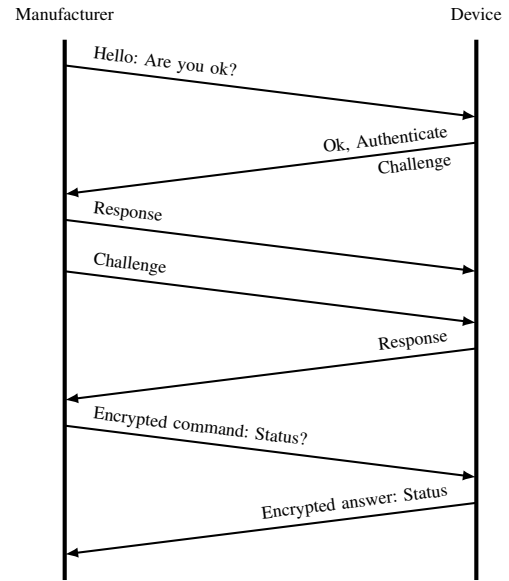 Manufacturer
Device
Hello: Are you ok?
Ok, Authenticate
Challenge
Response
Challenge
Response
Encrypted command: Status?
Encrypted answer: Status